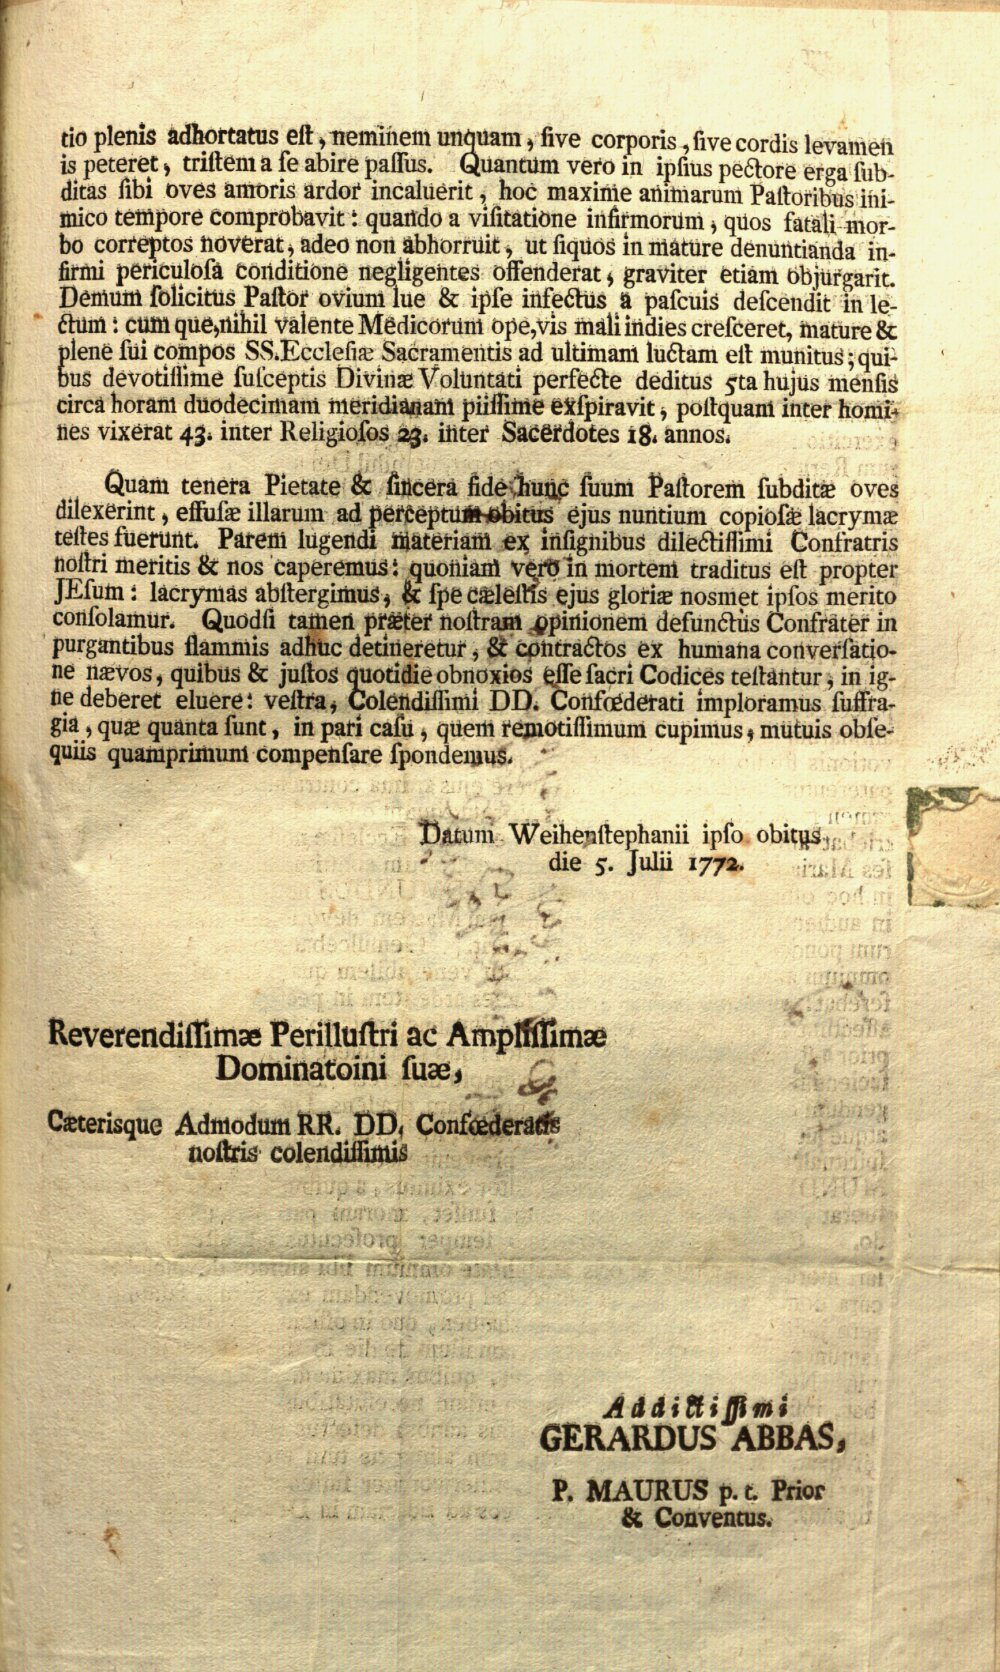 tio plenis adhortatus eſt, neminem unquam, ſive corporis, ſive cordis levamen
is peteret, triſtem a ſe abire paſſus. Quantum vero in ipſius pectore erga ſub-
ditas ſibi oves amoris ardor incaluerit, hoc maxime animarum Paſtoribus ini-
mico tempore comprobavit: quando a viſitatione infirmorum, quos fatali mor-
bo correptos noverat, adeo non abhorruit, ut ſiquos in mature denuntianda in-
firmi periculoſa conditione negligentes offenderat, graviter etiam objurgarit.
Demum ſolicitus Paſtor ovium lue & ipſe infectus a paſcuis deſcendit in le-
ctum: cum que, nihil valente Medicorum ope, vis mali indies creſceret, mature &
plene ſui compos SS. Eccleſiæ Sacramentis ad ultimam luctam eſt munitus; qui-
bus devotiſſime ſuſceptis Divinæ Voluntati perfecte deditus 5ta hujus menſis
circa horam duodecimam meridianam piiſſime exſpiravit, poſtquam inter homi-
nes vixerat 43. inter Religioſos 23. inter Sacerdotes 18. annos.
Quam tenera Pietate & ſincera fide hunc ſuum Paſtorem ſubditæ oves
dilexerint, effuſæ illarum ad perceptum obitus ejus nuntium copioſæ lacrymæ
teſtes fuerunt. Parem lugendi materiam ex inſignibus dilectiſſimi Confratris
noſtri meritis & nos caperemus: quoniam vero in mortem traditus eſt propter
JEſum: lacrymas abſtergimus, & ſpe cæleſtis ejus gloriæ noſmet ipſos merito
conſolamur. Quodſi tamen præter noſtram opinionem defunctus Confrater in
purgantibus flammis adhuc detineretur, & contractos ex humana converſatio-
ne nævos, quibus & juſtos quotidie obnoxios eſſe ſacri Codices teſtantur, in ig-
ne deberet eluere: veſtra, Colendiſſimi DD. Confœderati imploramus ſuffra-
gia, quæ quanta ſunt, in pari caſu, quem remotiſſimum cupimus, mutuis obſe-
quiis quamprimum compenſare ſpondemus.
Datum Weihenſtephanii ipſo obitus
die 5. Julii 1772.
Reverendiſſimæ Perilluſtri ac Ampliſſimæ
Dominatoini ſuæ,
Cæterisque Admodum RR. DD. Confœderatis
noſtris colendiſſimis
Addictiſſimi
GERARDUS ABBAS,
P. MAURUS p. t. Prior
& Conventus.